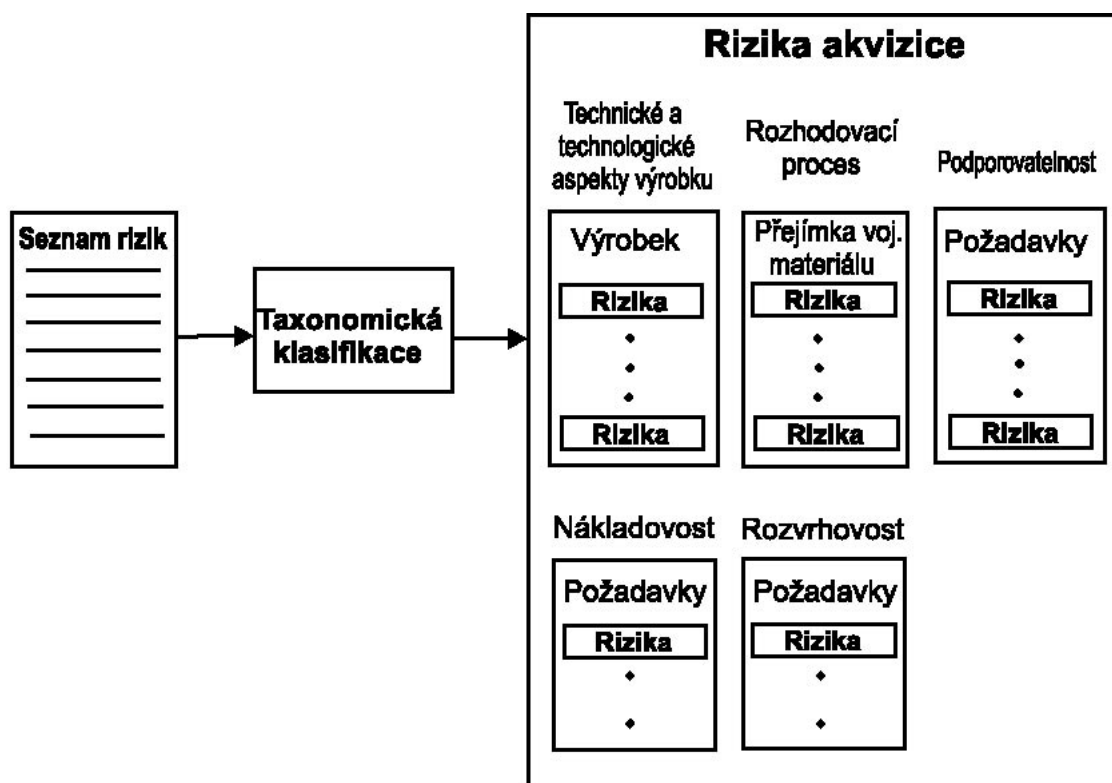 Rizika akvizice
Technické a
technologické
aspekty výrobku
Rozhodovací
proces
Podporovatelnost
Seznam rizik
Taxonomická
klasifikace
Výrobek
Rizika
Rizika
Přejímka voj.
materiálu
Rizika
Rizika
Požadavky
Rizika
Rizika
Nákladovost
Požadavky
Rizika
Rozvrhovost
Požadavky
Rizika